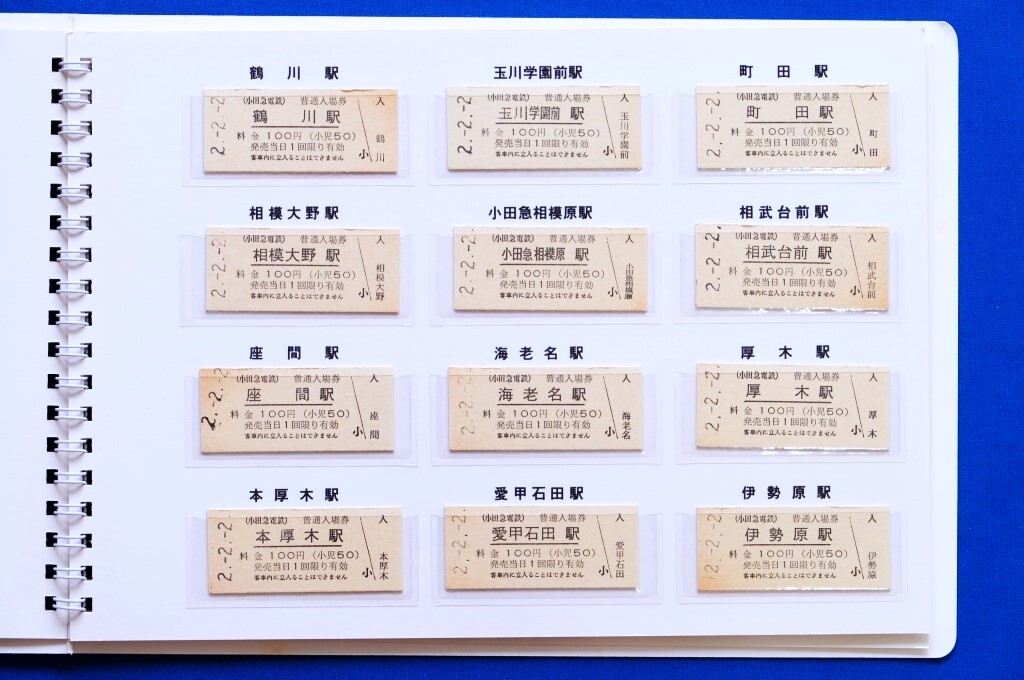 鶴川駅
2.-2.-2
(小田急電鉄) 普通入場券
鶴川駅
料金100円(小児50)
発売当日1回限り有効
客車内に立入ることはできません
入
鶴川
小
玉川学園前駅
2.-2.-2
(小田急電鉄) 普通入場券
玉川学園前 駅
料金100円(小児50)
発売当日1回限り有効
客車内に立入ることはできません
入
玉川学園前
小
町田駅
2.-2.-2
(小田急電鉄) 普通入場券
町田駅
料金100円(小児50)
発売当日1回限り有効
客車内に立入ることはできません
入
町田
小
相模大野駅
2.-2.-2
(小田急電鉄) 普通入場券
相模大野 駅
料金100円(小児50)
発売当日1回限り有効
客車内に立入ることはできません
入
相模大野
小
小田急相模原駅
2.-2.-2
(小田急電鉄) 普通入場券
小田急相模原 駅
料金100円(小児50)
発売当日1回限り有効
客車内に立入ることはできません
入
小田急相模原
小
相武台前駅
2.-2.-2
(小田急電鉄) 普通入場券
相武台前 駅
料金100円(小児50)
発売当日1回限り有効
客車内に立入ることはできません
入
相武台前
小
座間駅
2.-2.-2
(小田急電鉄) 普通入場券
座間駅
料金100円(小児50)
発売当日1回限り有効
客車内に立入ることはできません
入
座間
小
海老名駅
2.-2.-2
(小田急電鉄) 普通入場券
海老名駅
料金100円(小児50)
発売当日1回限り有効
客車内に立入ることはできません
入
海老名
小
厚木駅
2.-2.-2
(小田急電鉄) 普通入場券
厚木駅
料金100円(小児50)
発売当日1回限り有効
客車内に立入ることはできません
入
厚木
小
本厚木駅
2.-2.-2
(小田急電鉄) 普通入場券
本厚木駅
料金100円(小児50)
発売当日1回限り有効
客車内に立入ることはできません
入
本厚木
小
愛甲石田駅
2.-2.-2
(小田急電鉄) 普通入場券
愛甲石田 駅
料金100円(小児50)
発売当日1回限り有効
客車内に立入ることはできません
入
愛甲石田
小
伊勢原駅
2.-2.-2
(小田急電鉄) 普通入場券
伊勢原駅
料金100円(小児50)
発売当日1回限り有効
客車内に立入ることはできません
入
伊勢原
小